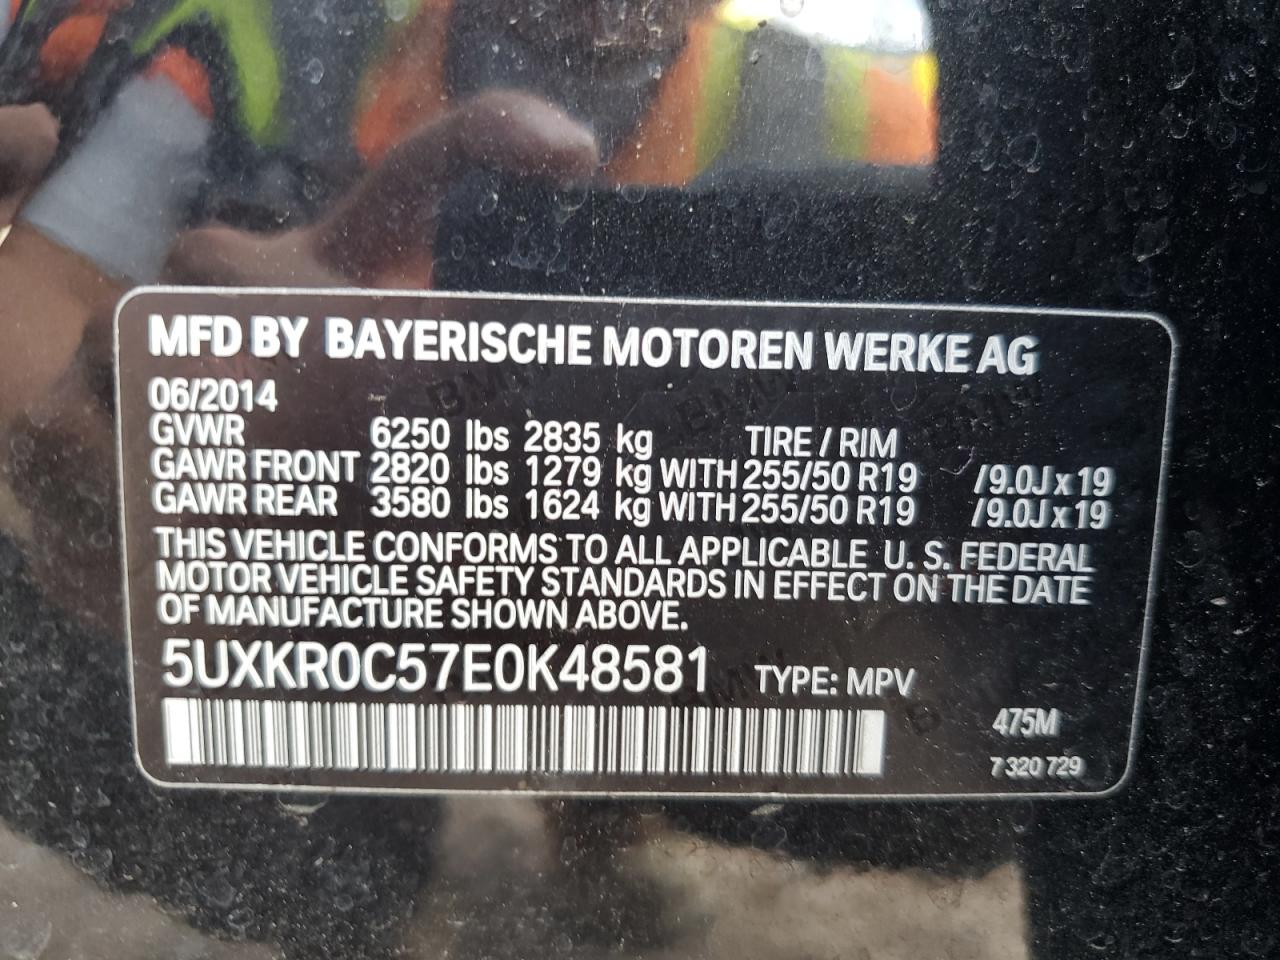 MFD BY BAYERISCHE MOTOREN WERKE AG
06/2014
GVWR 6250 lbs 2835 kg TIRE / RIM
GAWR FRONT 2820 lbs 1279 kg WITH 255/50 R19 /9.0J x 19
GAWR REAR 3580 lbs 1624 kg WITH 255/50 R19 /9.0J x 19
THIS VEHICLE CONFORMS TO ALL APPLICABLE U. S. FEDERAL
MOTOR VEHICLE SAFETY STANDARDS IN EFFECT ON THE DATE
OF MANUFACTURE SHOWN ABOVE.
5UXKR0C57E0K48581 TYPE: MPV
475M
7 320 729